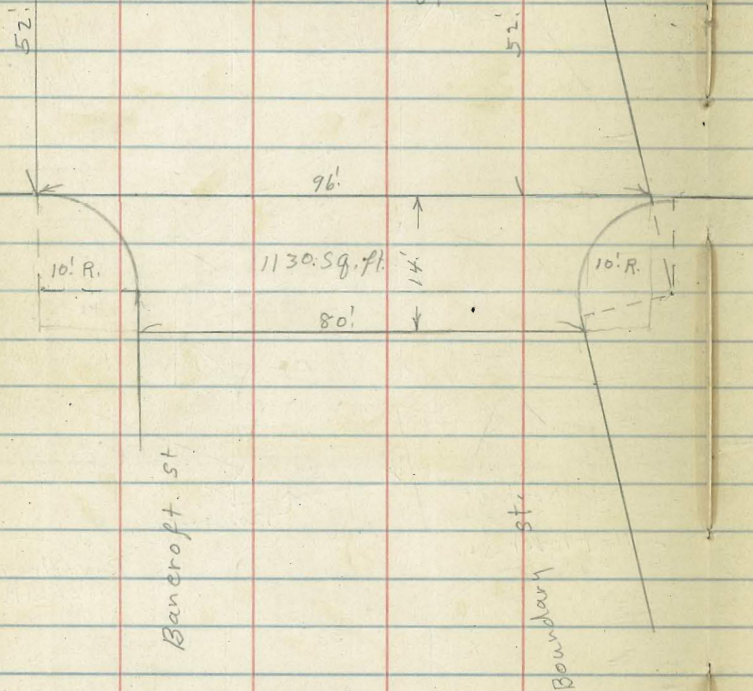 52'
52'
96'
10' R.
1130. Sq. ft.
14'
10' R.
80'
Bancroft. st
Boundary st.